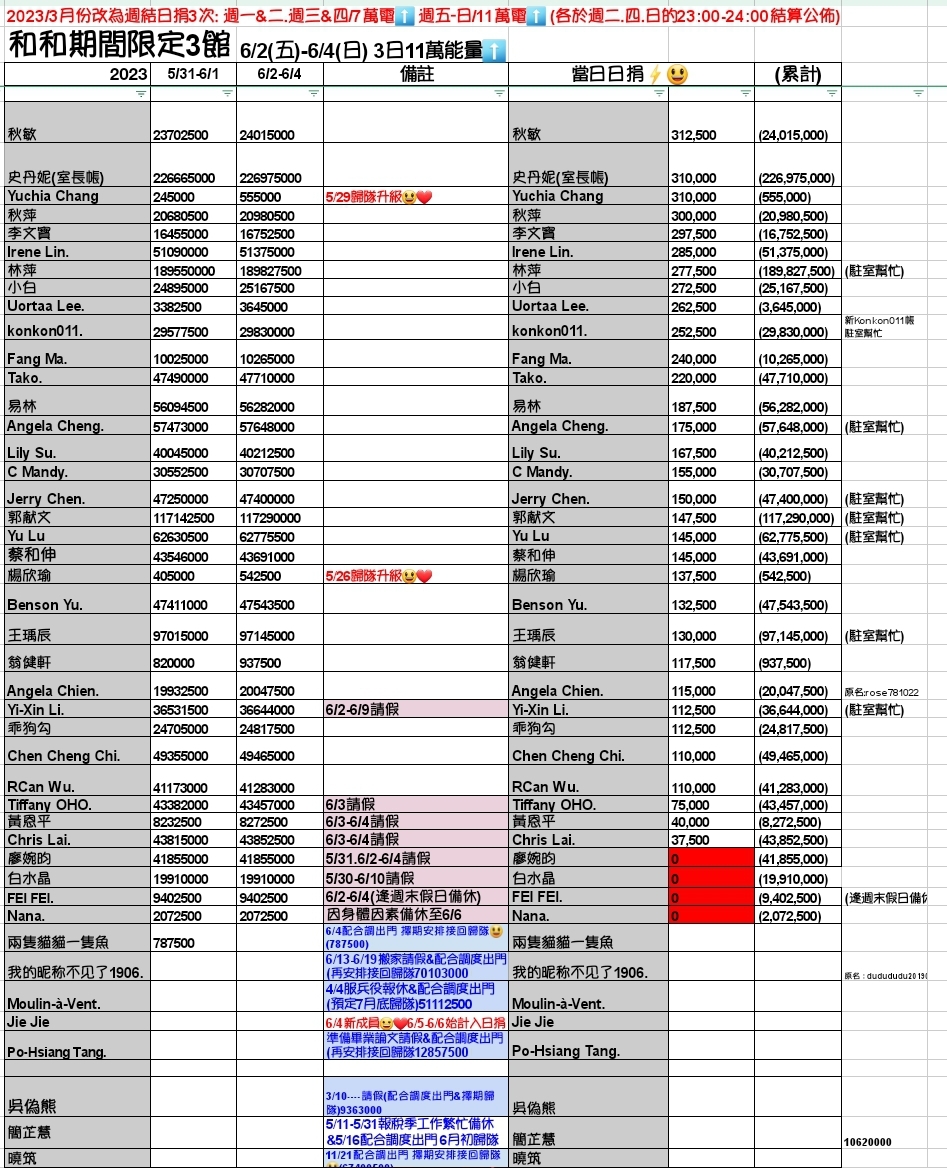 2023/3月份改為週結日捐3次: 週一&二.週三&四/7萬電⬆️ 週五-日/11萬電⬆️ (各於週二.四.日的23:00-24:00結算公佈)
和和期間限定3館 6/2(五)-6/4(日) 3日11萬能量⬆️
2023 5/31-6/1 6/2-6/4 備註 當日日捐⚡😃 (累計)
秋敏 23702500 24015000 秋敏 312,500 (24,015,000)
史丹妮(室長帳) 226665000 226975000 史丹妮(室長帳) 310,000 (226,975,000)
Yuchia Chang 245000 555000 5/29歸隊升級😃❤️ Yuchia Chang 310,000 (555,000)
秋萍 20680500 20980500 秋萍 300,000 (20,980,500)
李文寶 16455000 16752500 李文寶 297,500 (16,752,500)
Irene Lin. 51090000 51375000 Irene Lin. 285,000 (51,375,000)
林萍 189550000 189827500 林萍 277,500 (189,827,500) (駐室幫忙)
小白 24895000 25167500 小白 272,500 (25,167,500)
Uortaa Lee. 3382500 3645000 Uortaa Lee. 262,500 (3,645,000)
konkon011. 29577500 29830000 konkon011. 252,500 (29,830,000) 新Konkon011帳
駐室幫忙
Fang Ma. 10025000 10265000 Fang Ma. 240,000 (10,265,000)
Tako. 47490000 47710000 Tako. 220,000 (47,710,000)
易林 56094500 56282000 易林 187,500 (56,282,000)
Angela Cheng. 57473000 57648000 Angela Cheng. 175,000 (57,648,000) (駐室幫忙)
Lily Su. 40045000 40212500 Lily Su. 167,500 (40,212,500)
C Mandy. 30552500 30707500 C Mandy. 155,000 (30,707,500)
Jerry Chen. 47250000 47400000 Jerry Chen. 150,000 (47,400,000) (駐室幫忙)
郭献文 117142500 117290000 郭献文 147,500 (117,290,000) (駐室幫忙)
Yu Lu 62630500 62775500 Yu Lu 145,000 (62,775,500) (駐室幫忙)
蔡和伸 43546000 43691000 蔡和伸 145,000 (43,691,000)
楊欣瑜 405000 542500 5/26歸隊升級😃❤️ 楊欣瑜 137,500 (542,500)
Benson Yu. 47411000 47543500 Benson Yu. 132,500 (47,543,500)
王瑀辰 97015000 97145000 王瑀辰 130,000 (97,145,000) (駐室幫忙)
翁健軒 820000 937500 翁健軒 117,500 (937,500)
Angela Chien. 19932500 20047500 Angela Chien. 115,000 (20,047,500) 原名:rose781022
Yi-Xin Li. 36531500 36644000 6/2-6/9請假 Yi-Xin Li. 112,500 (36,644,000) (駐室幫忙)
乖狗勾 24705000 24817500 乖狗勾 112,500 (24,817,500)
Chen Cheng Chi. 49355000 49465000 Chen Cheng Chi. 110,000 (49,465,000)
RCan Wu. 41173000 41283000 RCan Wu. 110,000 (41,283,000)
Tiffany OHO. 43382000 43457000 6/3請假 Tiffany OHO. 75,000 (43,457,000)
黃恩平 8232500 8272500 6/3-6/4請假 黃恩平 40,000 (8,272,500)
Chris Lai. 43815000 43852500 6/3-6/4請假 Chris Lai. 37,500 (43,852,500)
廖婉昀 41855000 41855000 5/31.6/2-6/4請假 廖婉昀 0 (41,855,000)
白水晶 19910000 19910000 5/30-6/10請假 白水晶 0 (19,910,000)
FEI FEI. 9402500 9402500 6/2-6/4(逢週末假日備休) FEI FEI. 0 (9,402,500) (逢週末假日備
Nana. 2072500 2072500 因身體因素備休至6/6 Nana. 0 (2,072,500)
兩隻貓貓一隻魚 787500 6/4配合調出門 擇期安排接回歸隊😃 兩隻貓貓一隻魚
(787500)
我的昵称不见了1906. 6/13-6/19搬家請假&配合調度出門 我的昵称不见了1906. 原名：dudududu2019
(再安排接回歸隊70103000
Moulin-à-Vent. 4/4服兵役報休&配合調度出門 Moulin-à-Vent.
(預定7月底歸隊)51112500
Jie Jie 6/4新成員😃❤️6/5-6/6始計入日捐 Jie Jie
Po-Hsiang Tang. 準備畢業論文請假&配合調度出門 Po-Hsiang Tang.
(再安排接回歸隊12857500
吳偽熊 3/10----請假(配合調度出門&擇期歸 吳偽熊
隊)9363000
簡芷慧 5/11-5/31報稅季工作繁忙備休 簡芷慧 10620000
&5/16配合調度出門 6月初歸隊
曉筑 11/21配合調出門 擇期安排接回歸隊 曉筑